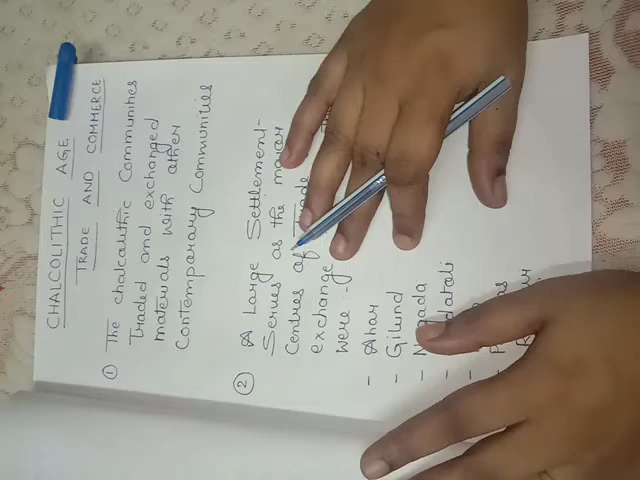 CHALCOLITHIC AGE
TRADE AND COMMERCE
① The chalcolithic Communities
Traded and exchanged
materials with other
Contemporary Communities
② A Large Settlement-
Serves as the major
Centres of Trade
exchange
were :-
- Ahar
- Gilund
-
-
-
-